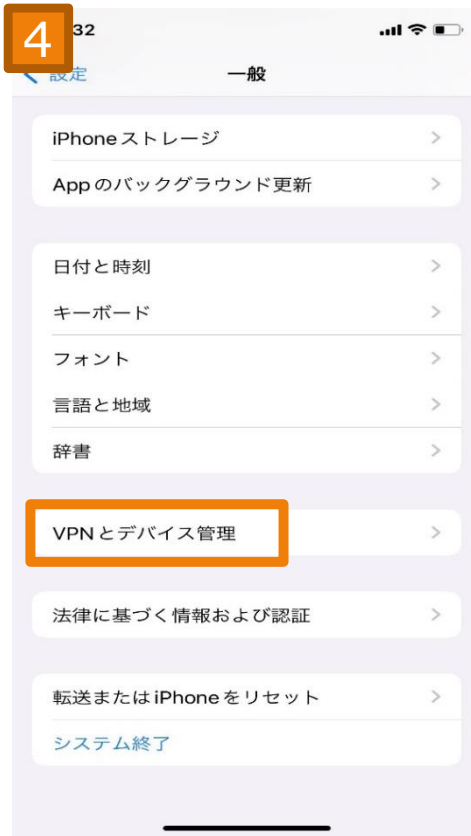 4
32
設定
一般
iPhoneストレージ
Appのバックグラウンド更新
日付と時刻
キーボード
フォント
言語と地域
辞書
VPNとデバイス管理
法律に基づく情報および認証
転送またはiPhoneをリセット
システム終了